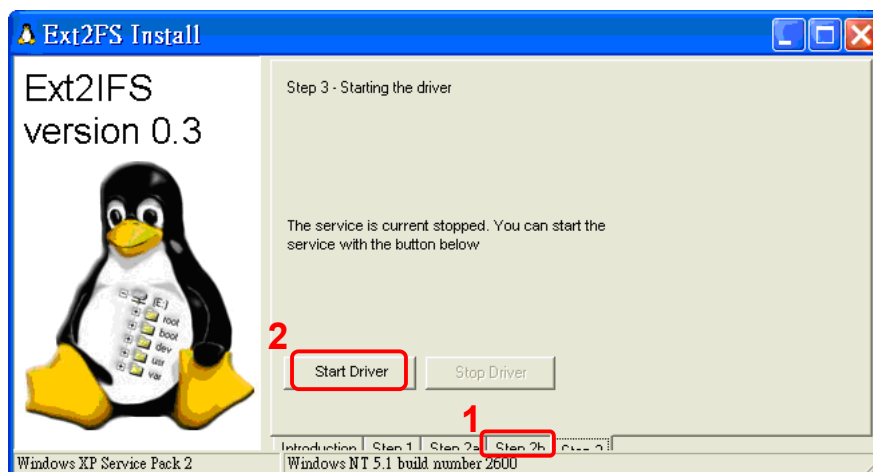 Ext2FS Install
Ext2IFS
version 0.3
(E:)
root
boot
dev
usr
var
Step 3 - Starting the driver
The service is current stopped. You can start the
service with the button below
2
Start Driver
Stop Driver
1
Introduction
Step 1
Step 2a
Step 2b
Step 3
Windows XP Service Pack 2
Windows NT 5.1 build number 2600